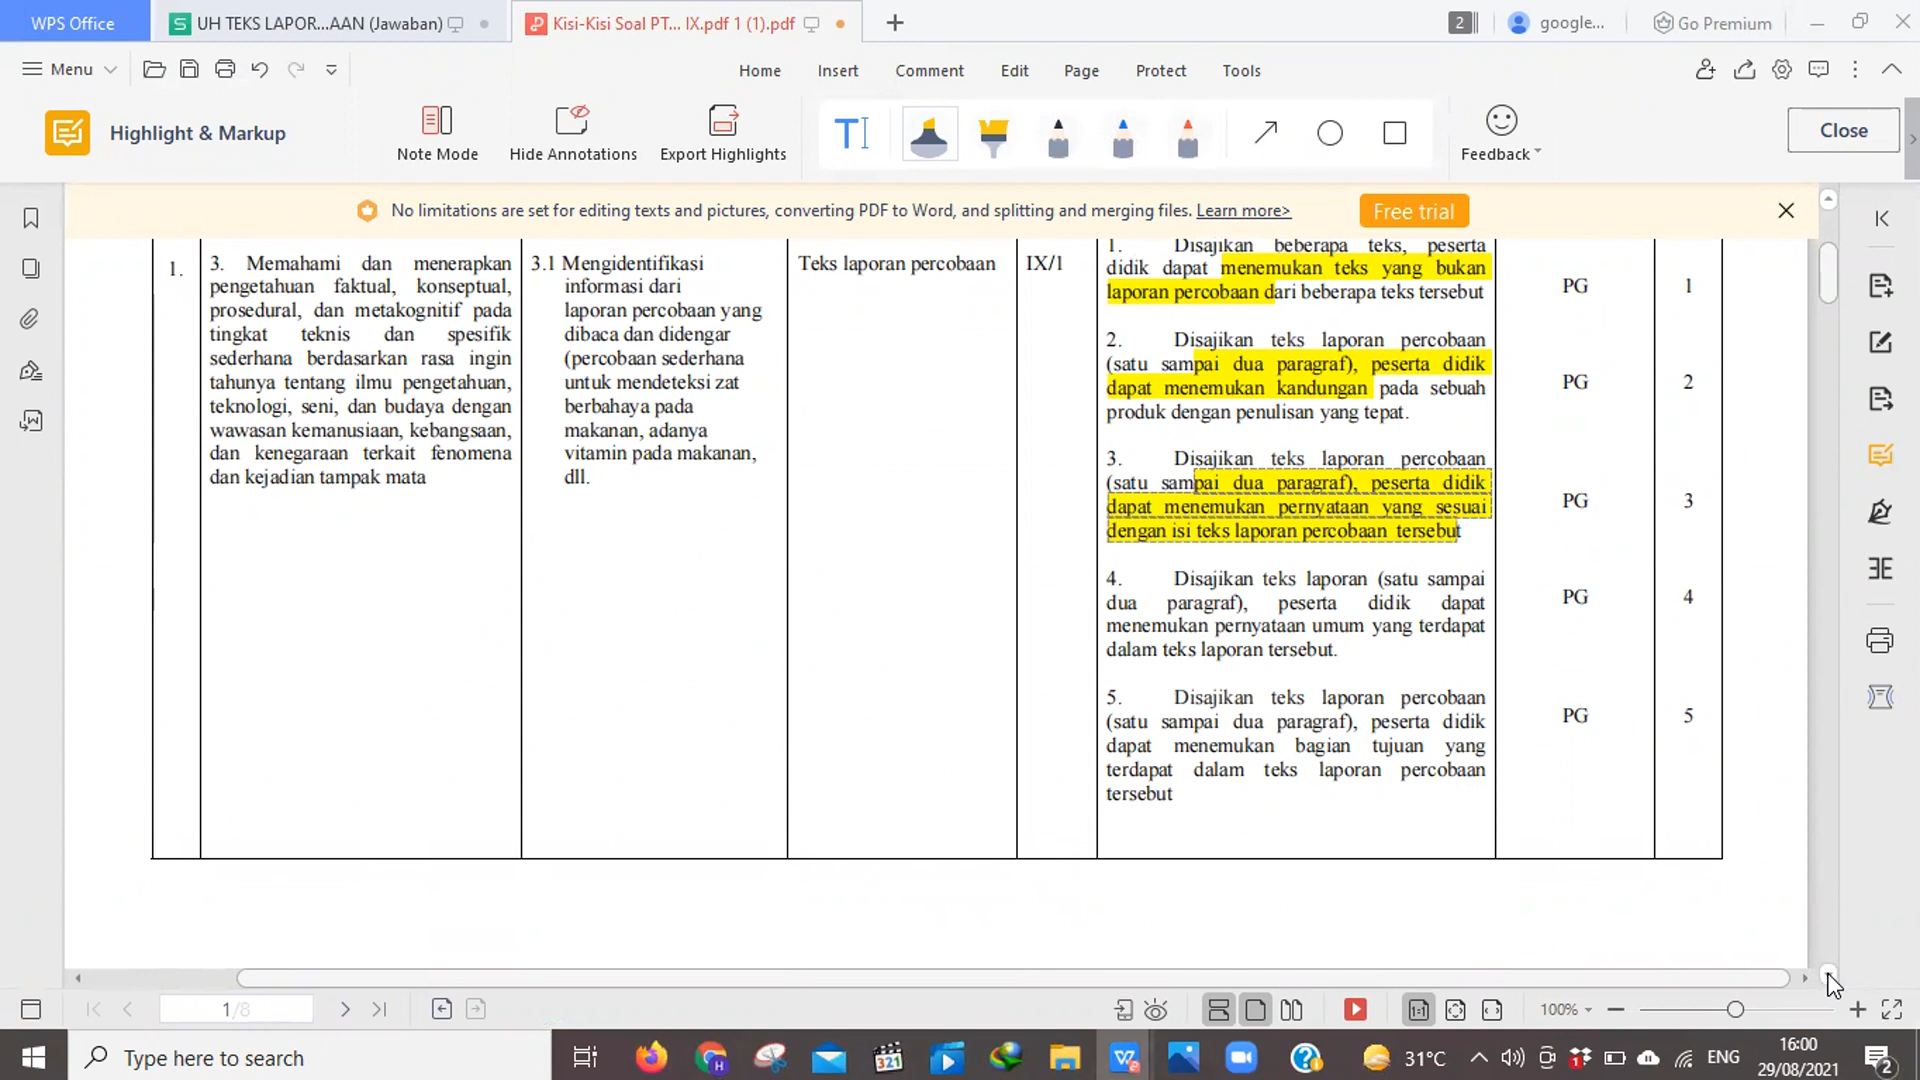 WPS Office
UH TEKS LAPOR...AAN (Jawaban)
Kisi-Kisi Soal PT... IX.pdf 1 (1).pdf
2
google...
Go Premium
Menu
Home
Insert
Comment
Edit
Page
Protect
Tools
Highlight & Markup
Note Mode
Hide Annotations
Export Highlights
T
Feedback
Close
No limitations are set for editing texts and pictures, converting PDF to Word, and splitting and merging files. Learn more>
Free trial
1.
3. Memahami dan menerapkan
pengetahuan faktual, konseptual,
prosedural, dan metakognitif pada
tingkat teknis dan spesifik
sederhana berdasarkan rasa ingin
tahunya tentang ilmu pengetahuan,
teknologi, seni, dan budaya dengan
wawasan kemanusiaan, kebangsaan,
dan kenegaraan terkait fenomena
dan kejadian tampak mata
3.1 Mengidentifikasi
informasi dari
laporan percobaan yang
dibaca dan didengar
(percobaan sederhana
untuk mendeteksi zat
berbahaya pada
makanan, adanya
vitamin pada makanan,
dll.
Teks laporan percobaan
IX/1
1. Disajikan beberapa teks, peserta
didik dapat menemukan teks yang bukan
laporan percobaan dari beberapa teks tersebut
PG
1
2. Disajikan teks laporan percobaan
(satu sampai dua paragraf), peserta didik
dapat menemukan kandungan pada sebuah
produk dengan penulisan yang tepat.
PG
2
3. Disajikan teks laporan percobaan
(satu sampai dua paragraf), peserta didik
dapat menemukan pernyataan yang sesuai
dengan isi teks laporan percobaan tersebut
PG
3
4. Disajikan teks laporan (satu sampai
dua paragraf), peserta didik dapat
menemukan pernyataan umum yang terdapat
dalam teks laporan tersebut.
PG
4
5. Disajikan teks laporan percobaan
(satu sampai dua paragraf), peserta didik
dapat menemukan bagian tujuan yang
terdapat dalam teks laporan percobaan
tersebut
PG
5
1/8
100%
Type here to search
31°C
ENG
16:00
29/08/2021
2